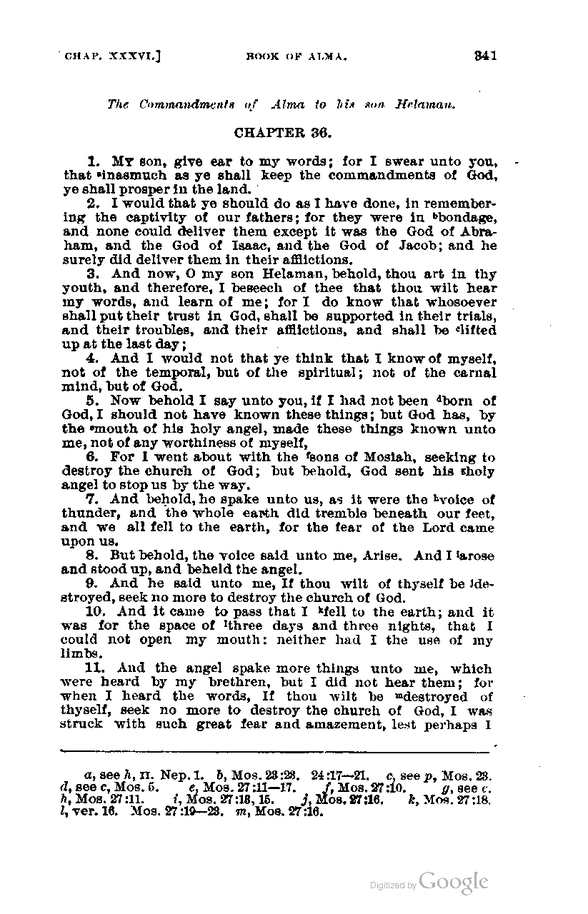 CHAP. XXXVI.] BOOK OF ALMA. 341
The Commandments of Alma to his son Helaman.
CHAPTER 36.
1. MY son, give ear to my words; for I swear unto you,
that ᵃinasmuch as ye shall keep the commandments of God,
ye shall prosper in the land.
2. I would that ye should do as I have done, in remember-
ing the captivity of our fathers; for they were in ᵇbondage,
and none could deliver them except it was the God of Abra-
ham, and the God of Isaac, and the God of Jacob; and he
surely did deliver them in their afflictions.
3. And now, O my son Helaman, behold, thou art in thy
youth, and therefore, I beseech of thee that thou wilt hear
my words, and learn of me; for I do know that whosoever
shall put their trust in God, shall be supported in their trials,
and their troubles, and their afflictions, and shall be ᶜlifted
up at the last day;
4. And I would not that ye think that I know of myself,
not of the temporal, but of the spiritual; not of the carnal
mind, but of God.
5. Now behold I say unto you, if I had not been ᵈborn of
God, I should not have known these things; but God has, by
the ᵉmouth of his holy angel, made these things known unto
me, not of any worthiness of myself,
6. For I went about with the ᶠsons of Mosiah, seeking to
destroy the church of God; but behold, God sent his ᵍholy
angel to stop us by the way.
7. And behold, he spake unto us, as it were the ʰvoice of
thunder, and the whole earth did tremble beneath our feet,
and we all fell to the earth, for the fear of the Lord came
upon us.
8. But behold, the voice said unto me, Arise. And I ⁱarose
and stood up, and beheld the angel.
9. And he said unto me, If thou wilt of thyself be ʲde-
stroyed, seek no more to destroy the church of God.
10. And it came to pass that I ᵏfell to the earth; and it
was for the space of ˡthree days and three nights, that I
could not open my mouth: neither had I the use of my
limbs.
11. And the angel spake more things unto me, which
were heard by my brethren, but I did not hear them; for
when I heard the words, If thou wilt be ᵐdestroyed of
thyself, seek no more to destroy the church of God, I was
struck with such great fear and amazement, lest perhaps I
a, see h, II. Nep. 1. b, Mos. 23:23. 24:17—21. c, see p, Mos. 23.
d, see c, Mos. 5. e, Mos. 27:11—17. f, Mos. 27:10. g, see c.
h, Mos. 27:11. i, Mos. 27:13, 15. j, Mos. 27:16. k, Mos. 27:18.
l, ver. 16. Mos. 27:19—23. m, Mos. 27:16.
Digitized by Google